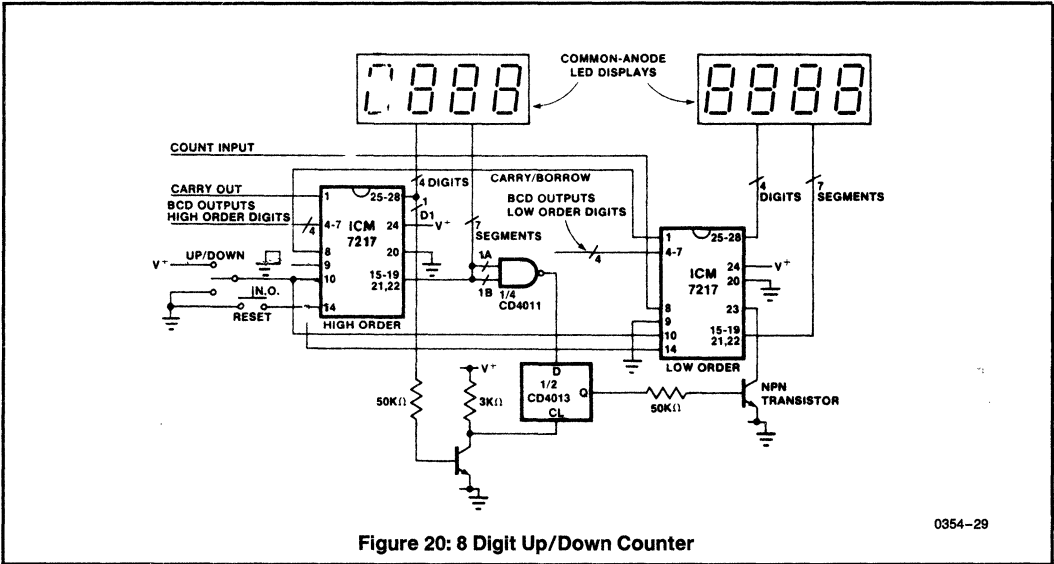 COMMON-ANODE
LED DISPLAYS
COUNT INPUT
CARRY OUT
BCD OUTPUTS
HIGH ORDER DIGITS
4
V+
UP/DOWN
N.O.
RESET
1
4-7
8
9
10
14
ICM
7217
25-28
24
20
15-19
21,22
HIGH ORDER
4 DIGITS
1
D1
V+
7
SEGMENTS
CARRY/BORROW
BCD OUTPUTS
LOW ORDER DIGITS
4
1A
1B
1/4
CD4011
4
DIGITS
7
SEGMENTS
1
4-7
8
9
10
14
ICM
7217
25-28
24
20
23
15-19
21,22
V+
LOW ORDER
50KΩ
V+
3KΩ
D
1/2
CD4013
Q
CL
50KΩ
NPN
TRANSISTOR
0354-29
Figure 20: 8 Digit Up/Down Counter